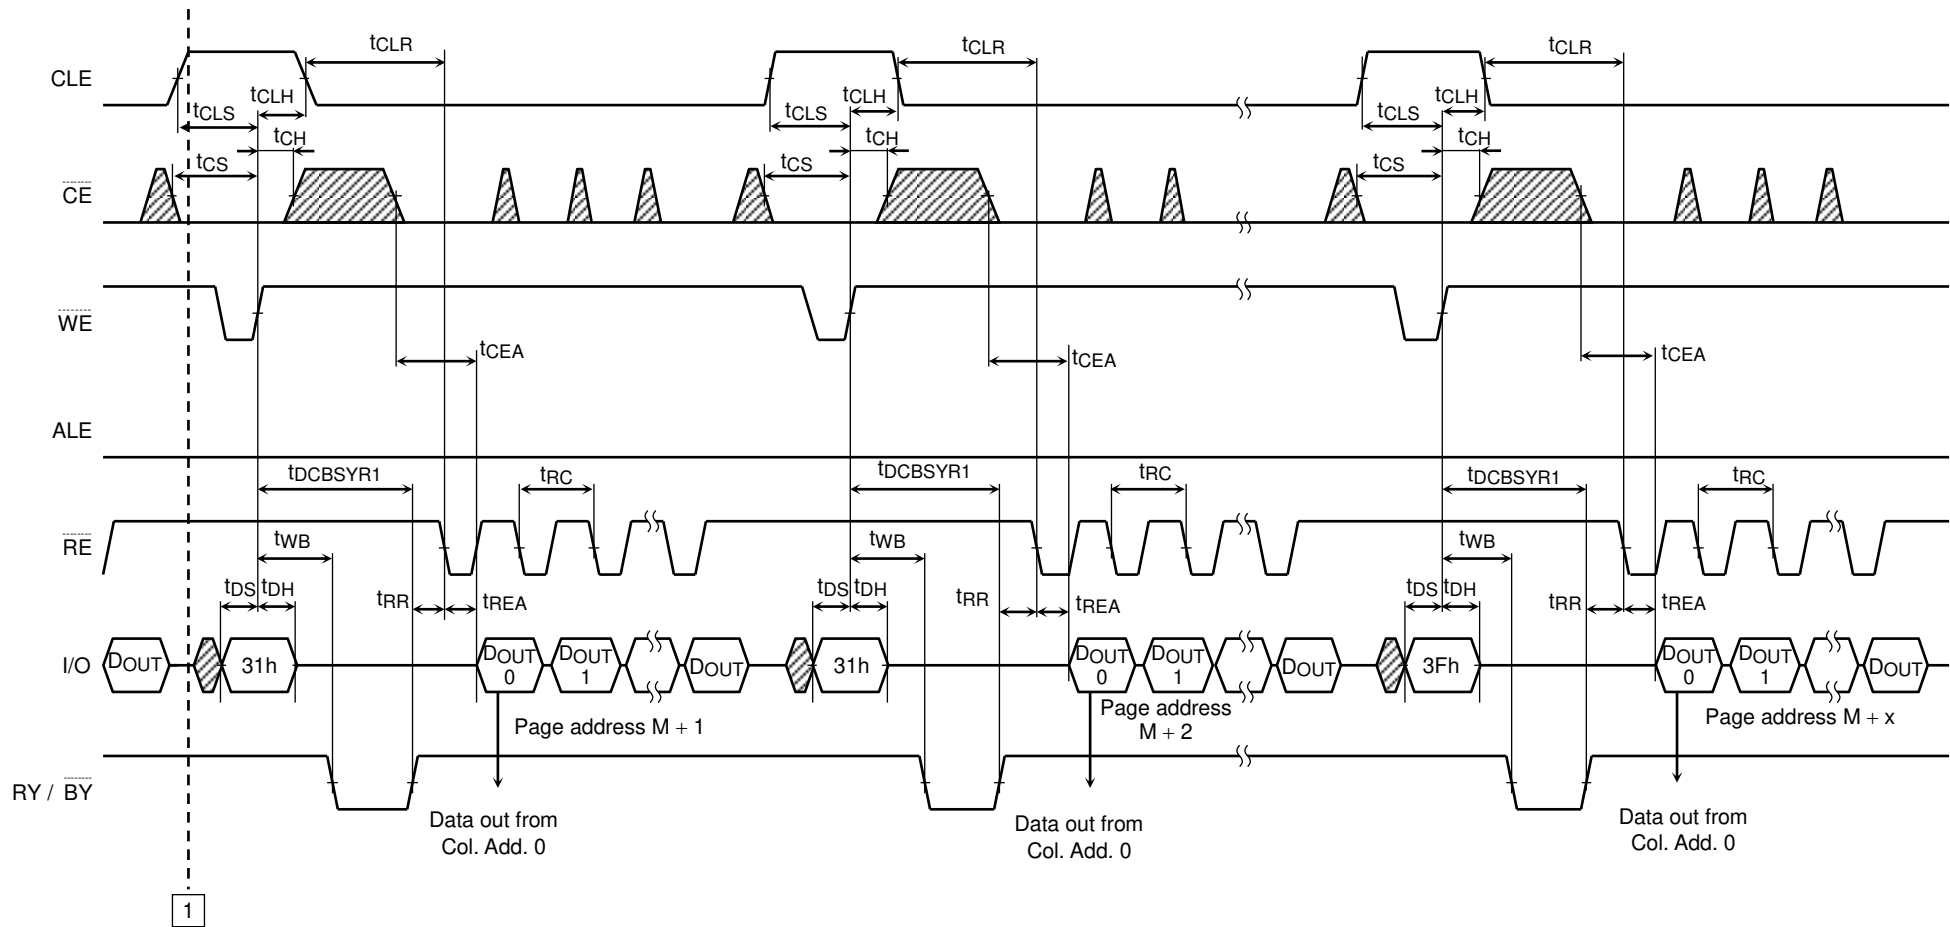 tCLR tCLR tCLR
CLE
tCLH tCLH tCLH
tCLS tCLS tCLS
tCH tCH tCH
tCS tCS tCS
CE
WE
tCEA tCEA tCEA
ALE
tDCBSYR1 tRC tDCBSYR1 tRC tDCBSYR1 tRC
RE
tWB tWB tWB
tDS tDH tRR tREA tDS tDH tRR tREA tDS tDH tRR tREA
I/O DOUT 31h DOUT 0 DOUT 1 DOUT 31h DOUT 0 DOUT 1 DOUT 3Fh DOUT 0 DOUT 1 DOUT
Page address M + 1
Page address
M + 2
Page address M + x
RY / BY
Data out from
Col. Add. 0
Data out from
Col. Add. 0
Data out from
Col. Add. 0
1